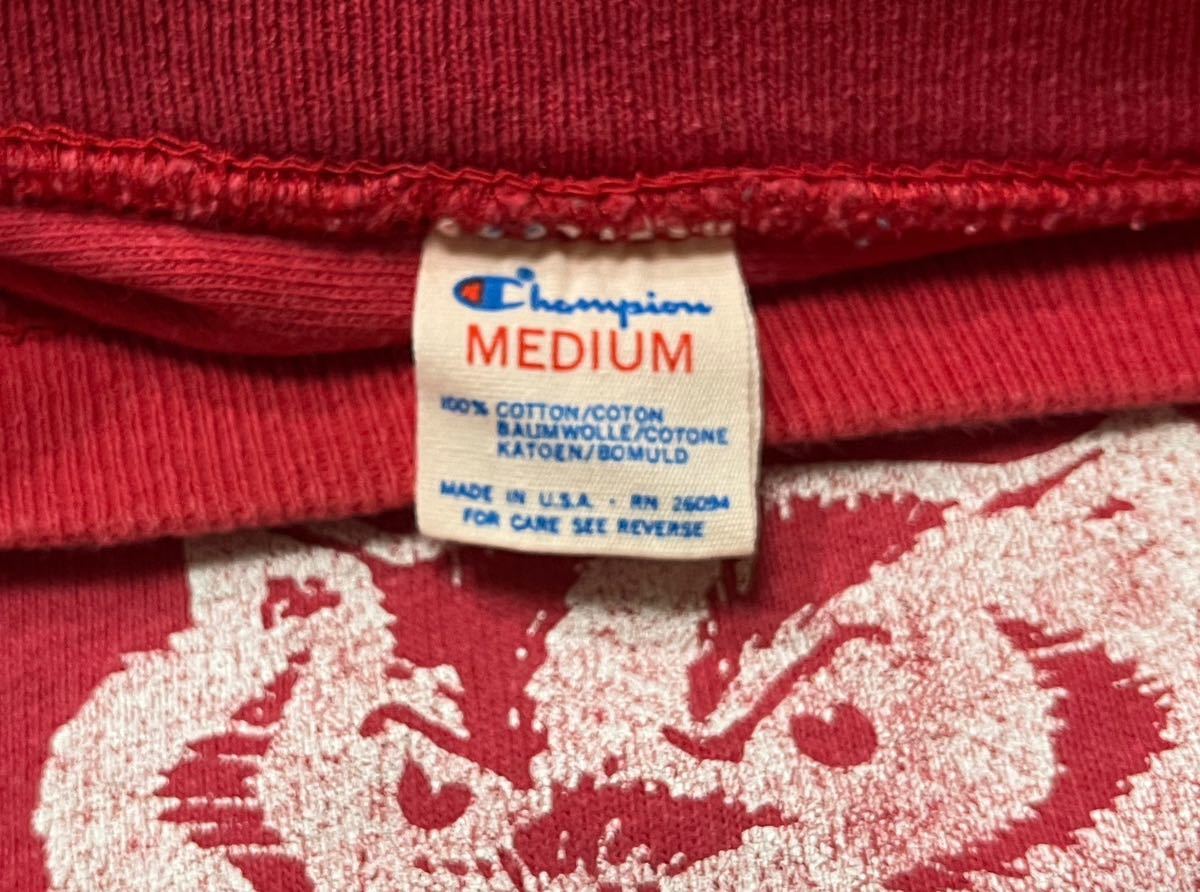 Champion
MEDIUM
100% COTTON/COTON
BAUMWOLLE/COTONE
KATOEN/BOMULD
MADE IN U.S.A. · RN 26094
FOR CARE SEE REVERSE